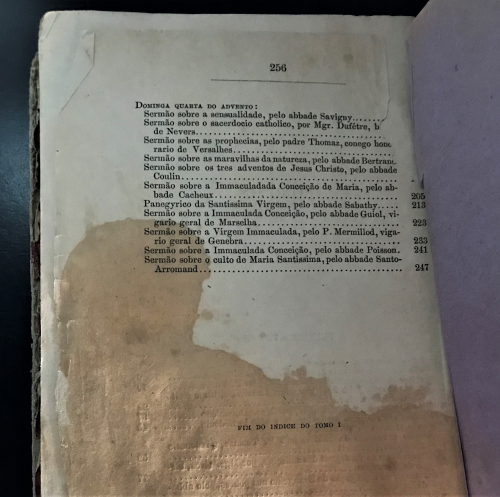 256
DOMINGA QUARTA DO ADVENTO:
Sermão sobre a sensualidade, pelo abbade Savigny.......
Sermão sobre o sacerdocio catholico, por Mgr. Dufêtre, b
de Nevers
Sermão sobre as prophecias, pelo padre Thomaz, conego hono
rario de Versalhes
Sermão sobre as maravilhas da natureza, pelo abbade Bertran
Sermão sobre os tres adventos de Jesus Christo, pelo abbade
Coulin
Sermão sobre a Immaculadada Conceição de Maria, pelo ab-
bade Cacheux 205
Panegyrico da Santissima Virgem, pelo abbade Sabathy..... 213
Sermão sobre a Immaculada Conceição, pelo abbade Guiol, vi-
gario geral de Marselha 223
Sermão sobre a Virgem Immaculada, pelo P. Mermillod, viga-
rio geral de Genebra 233
Sermão sobre a Immaculada Conceição, pelo abbade Poisson. 241
Sermão sobre o culto de Maria Santissima, pelo abbade Santo-
Arromand 247
FIM DO INDICE DO TOMO I